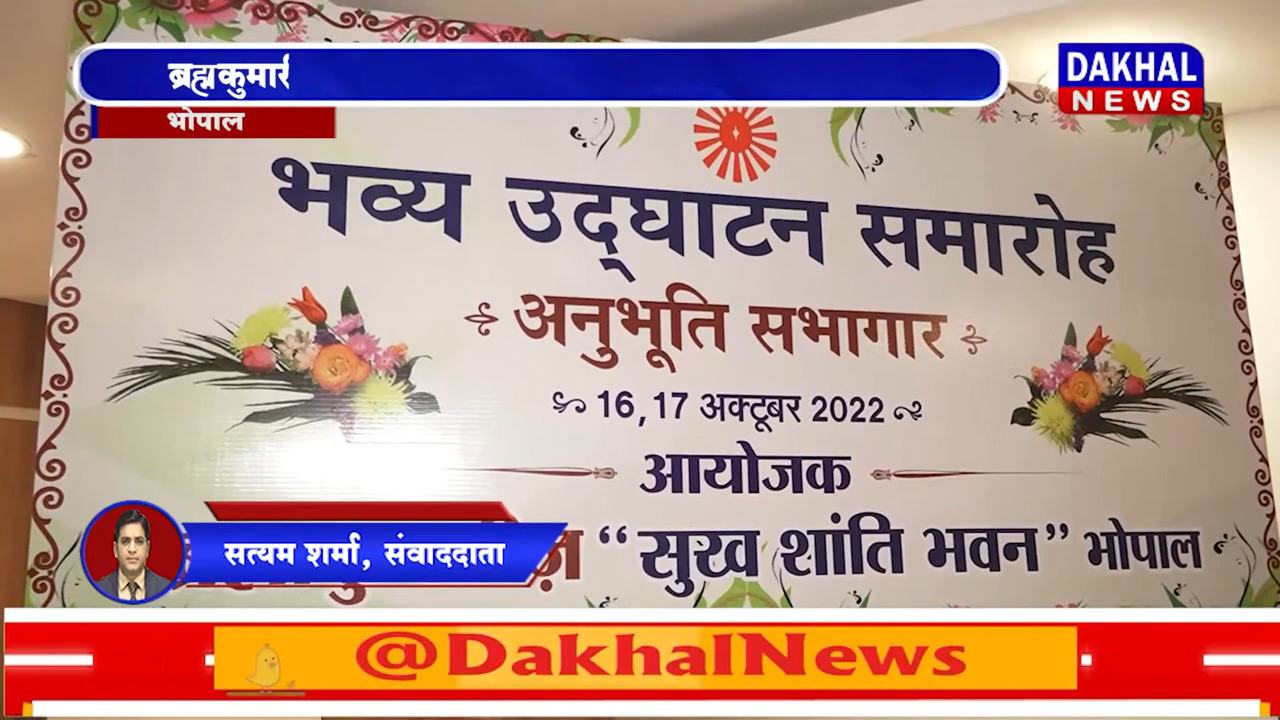 ब्रह्मकुमारी
DAKHAL
NEWS
भोपाल
भव्य उद्घाटन समारोह
अनुभूति सभागार
16, 17 अक्टूबर 2022
आयोजक
"सुख शांति भवन" भोपाल
सत्यम शर्मा, संवाददाता
@DakhalNews